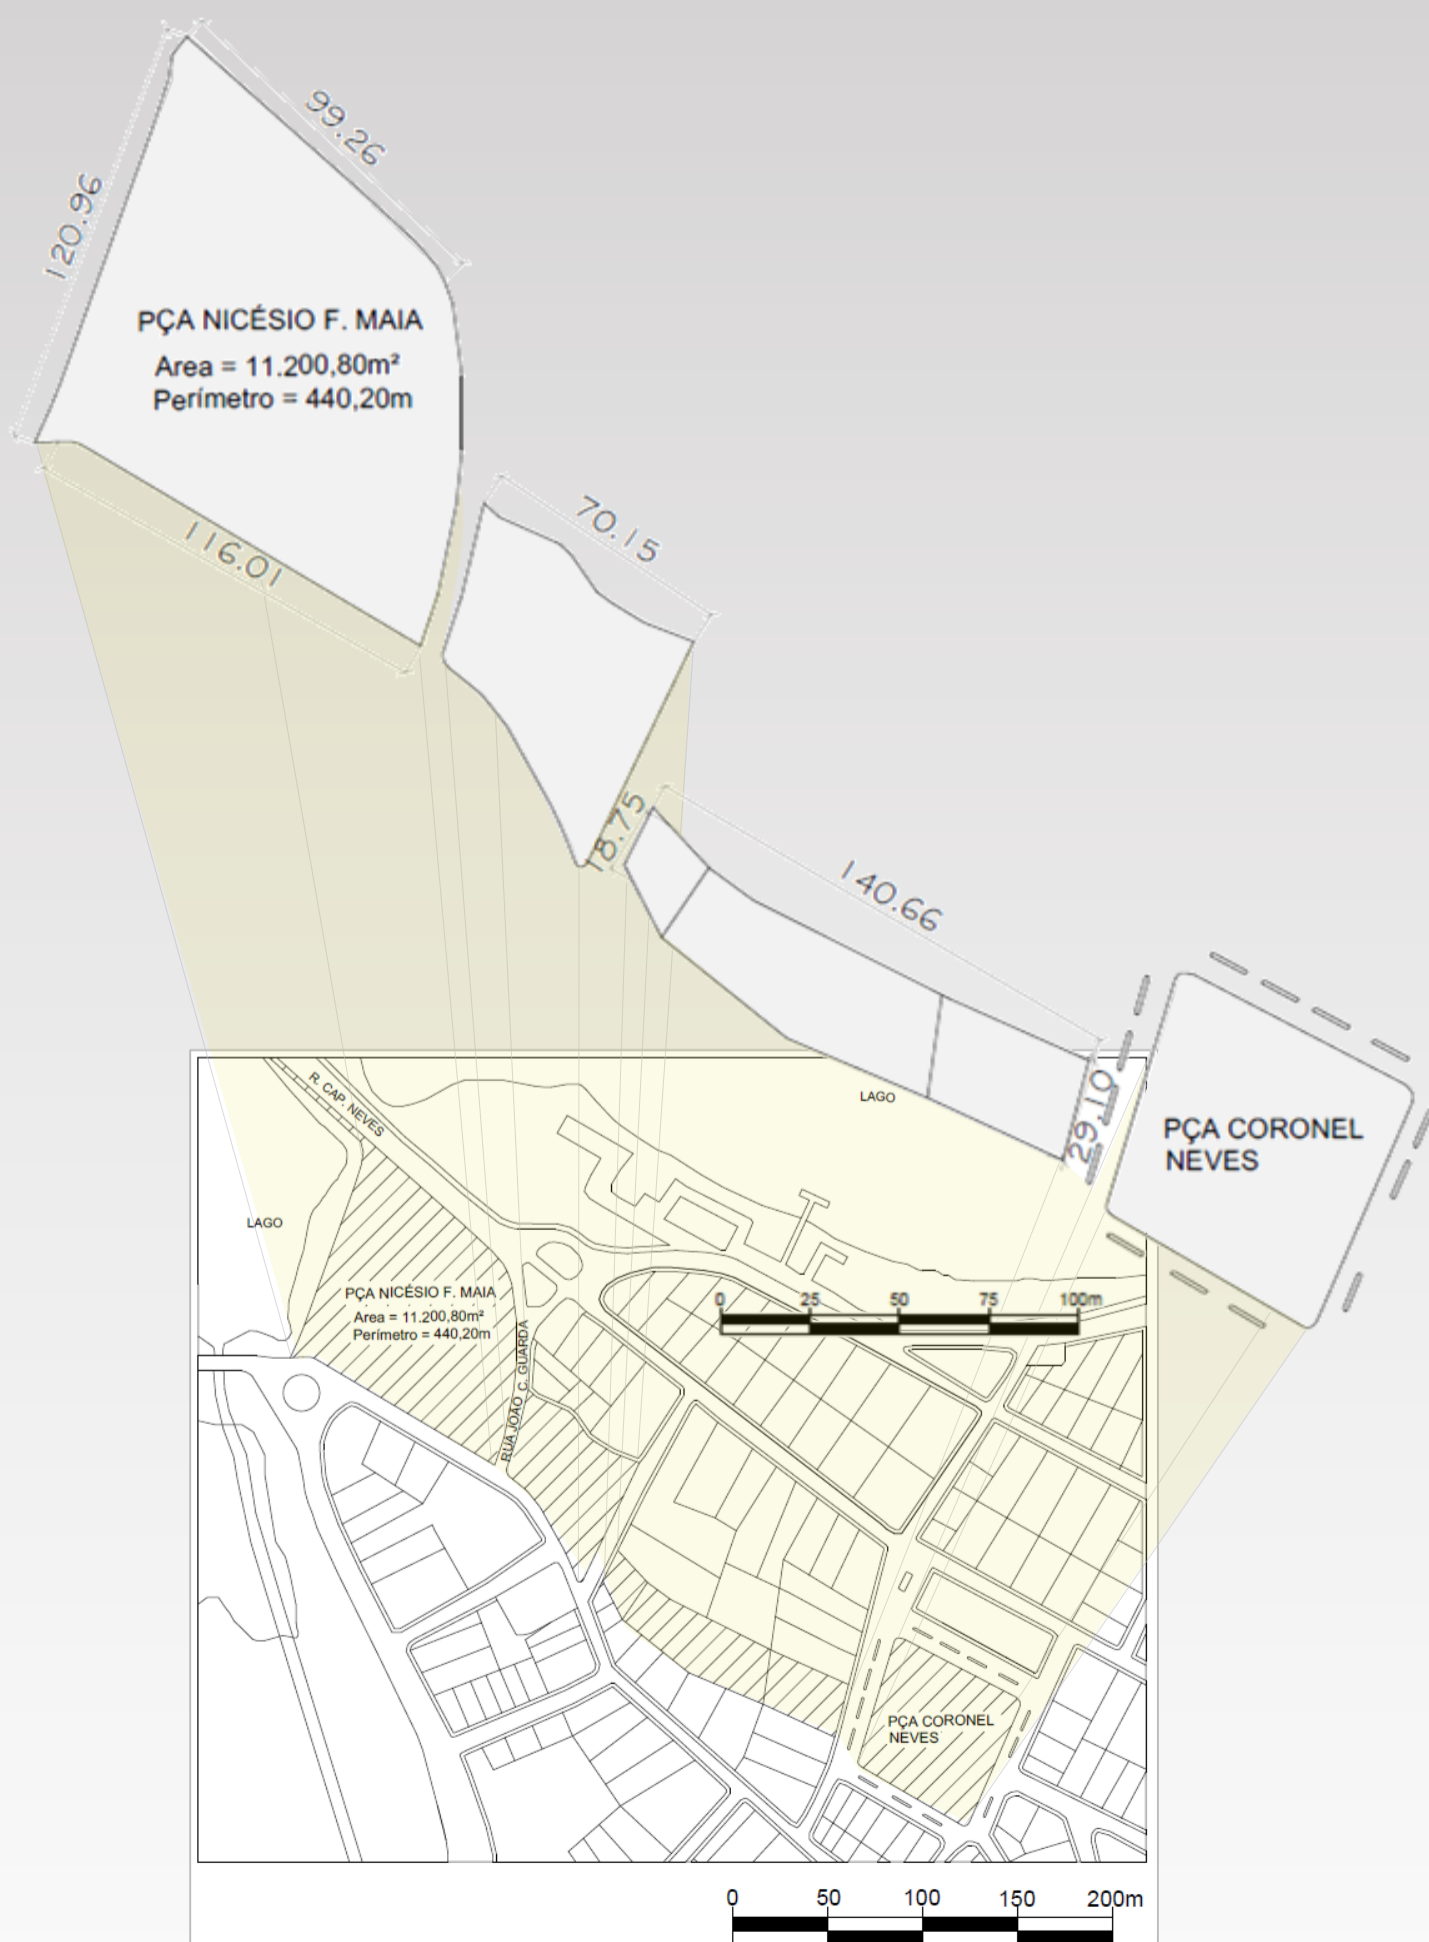 99.26
120.96
PÇA NICÉSIO F. MAIA
Area = 11.200,80m²
Perímetro = 440,20m
116.01
70.15
18.75
140.66
29.10
PÇA CORONEL
NEVES
R. CAP. NEVES
LAGO
LAGO
PÇA NICÉSIO F. MAIA
Area = 11.200,80m²
Perímetro = 440,20m
RUA JOÃO C. GUARDA
0 25 50 75 100m
PÇA CORONEL
NEVES
0 50 100 150 200m